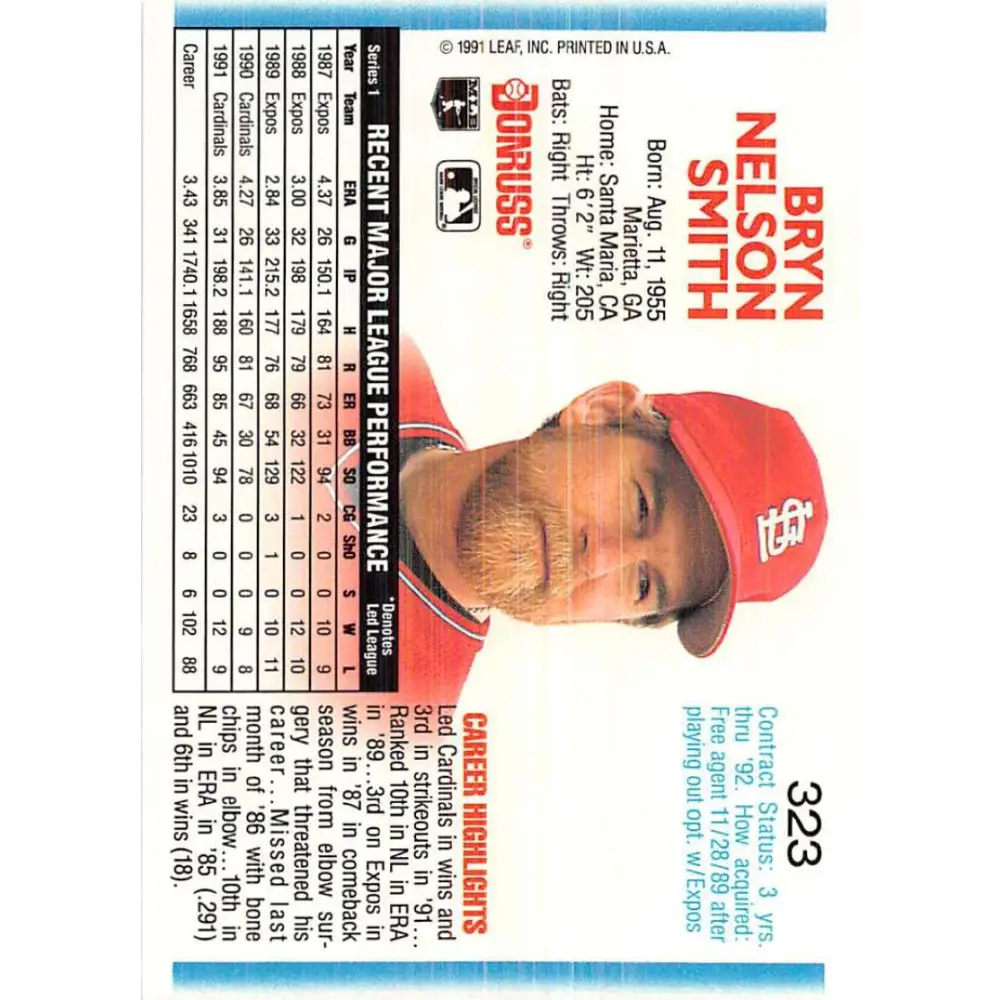 BRYN
NELSON
SMITH
Born: Aug. 11, 1955
Marietta, GA
Home: Santa Maria, CA
Ht: 6'2" Wt: 205
Bats: Right Throws: Right
DONRUSS®
MLB
© 1991 LEAF, INC. PRINTED IN U.S.A.
323
Contract Status: 3 yrs.
thru '92. How acquired:
Free agent 11/28/89 after
playing out opt. w/Expos
StL
CAREER HIGHLIGHTS
Led Cardinals in wins and
3rd in strikeouts in '91...
Ranked 10th in NL in ERA
in '89...3rd on Expos in
wins in '87 in comeback
season from elbow sur-
gery that threatened his
career...Missed last
month of '86 with bone
chips in elbow...10th in
NL in ERA in '85 (.291)
and 6th in wins (18).
Series 1 RECENT MAJOR LEAGUE PERFORMANCE *Denotes
Led League
Year Team ERA G IP H R ER BB SO CG ShO S W L
1987 Expos 4.37 26 150.1 164 81 73 31 94 2 0 0 10 9
1988 Expos 3.00 32 198 179 79 66 32 122 1 0 0 12 10
1989 Expos 2.84 33 215.2 177 76 68 54 129 3 1 0 10 11
1990 Cardinals 4.27 26 141.1 160 81 67 30 78 0 0 0 9 8
1991 Cardinals 3.85 31 198.2 188 95 85 45 94 3 0 0 12 9
Career 3.43 341 1740.1 1658 768 663 416 1010 23 8 6 102 88